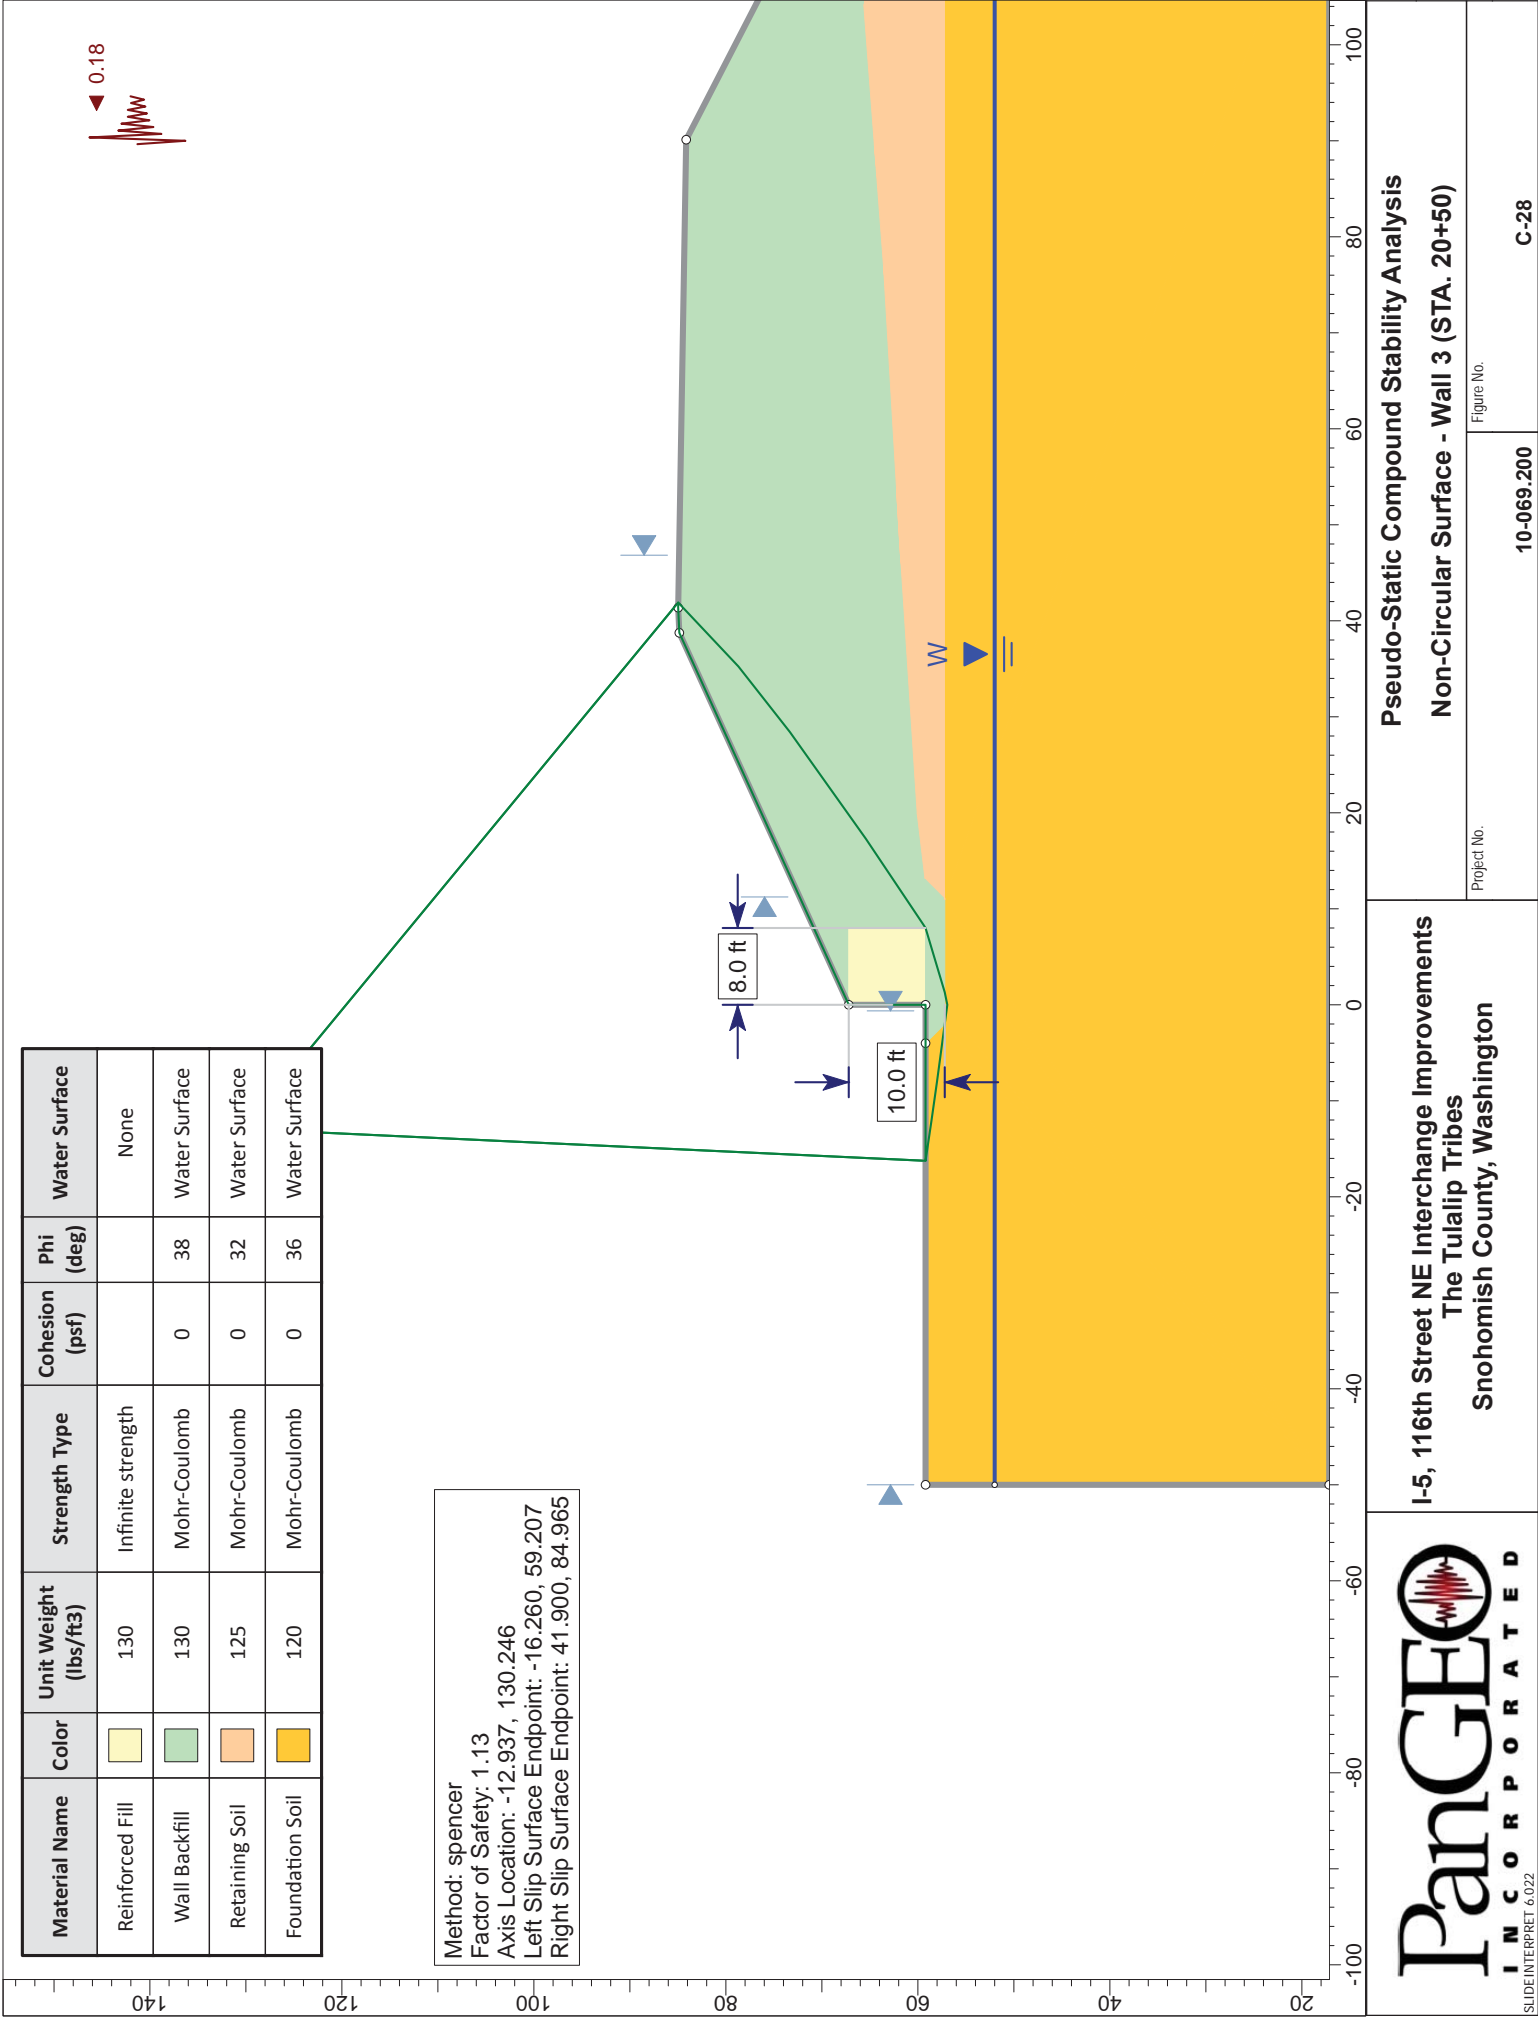 Material Name Color Unit Weight (lbs/ft3) Strength Type Cohesion (psf) Phi (deg) Water Surface
Reinforced Fill 130 Infinite strength None
Wall Backfill 130 Mohr-Coulomb 0 38 Water Surface
Retaining Soil 125 Mohr-Coulomb 0 32 Water Surface
Foundation Soil 120 Mohr-Coulomb 0 36 Water Surface
0.18
Method: spencer
Factor of Safety: 1.13
Axis Location: -12.937, 130.246
Left Slip Surface Endpoint: -16.260, 59.207
Right Slip Surface Endpoint: 41.900, 84.965
8.0 ft
10.0 ft
W
140
120
100
80
60
40
20
-100 -80 -60 -40 -20 0 20 40 60 80 100
PanGEO
INCORPORATED
SLIDEINTERPRET 6.022
I-5, 116th Street NE Interchange Improvements
The Tulalip Tribes
Snohomish County, Washington
Pseudo-Static Compound Stability Analysis
Non-Circular Surface - Wall 3 (STA. 20+50)
Project No.
10-069.200
Figure No.
C-28